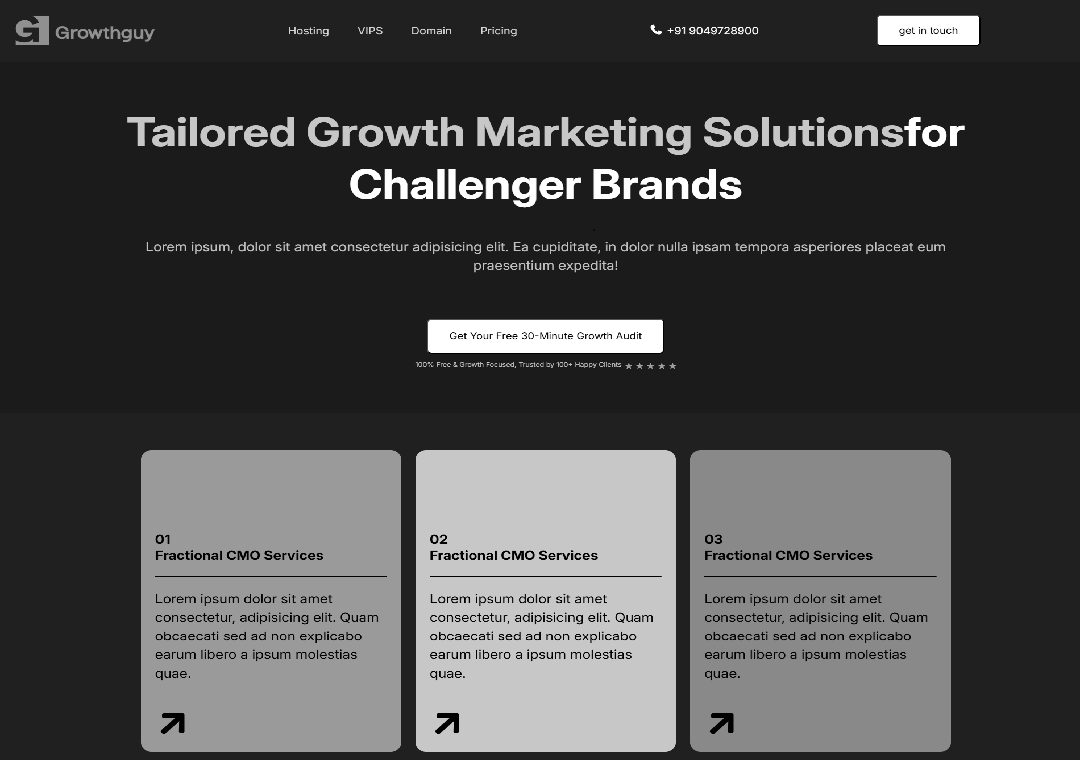 Growthguy
Hosting VIPS Domain Pricing
+91 9049728900
get in touch
Tailored Growth Marketing Solutionsfor
Challenger Brands
Lorem ipsum, dolor sit amet consectetur adipisicing elit. Ea cupiditate, in dolor nulla ipsam tempora asperiores placeat eum
praesentium expedita!
Get Your Free 30-Minute Growth Audit
100% Free & Growth Focused, Trusted by 100+ Happy Clients
01
Fractional CMO Services
Lorem ipsum dolor sit amet
consectetur, adipisicing elit. Quam
obcaecati sed ad non explicabo
earum libero a ipsum molestias
quae.
02
Fractional CMO Services
Lorem ipsum dolor sit amet
consectetur, adipisicing elit. Quam
obcaecati sed ad non explicabo
earum libero a ipsum molestias
quae.
03
Fractional CMO Services
Lorem ipsum dolor sit amet
consectetur, adipisicing elit. Quam
obcaecati sed ad non explicabo
earum libero a ipsum molestias
quae.